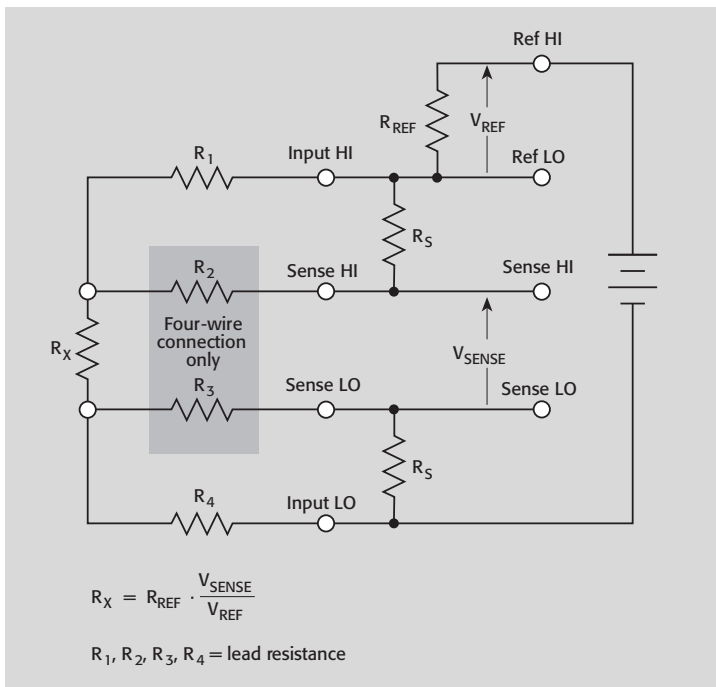 Ref HI
R_REF
V_REF
R_1
Input HI
Ref LO
R_S
R_2
Sense HI
Sense HI
Four-wire
connection
only
R_X
V_SENSE
R_3
Sense LO
Sense LO
R_S
R_4
Input LO
R_X = R_REF · V_SENSE / V_REF
R_1, R_2, R_3, R_4 = lead resistance